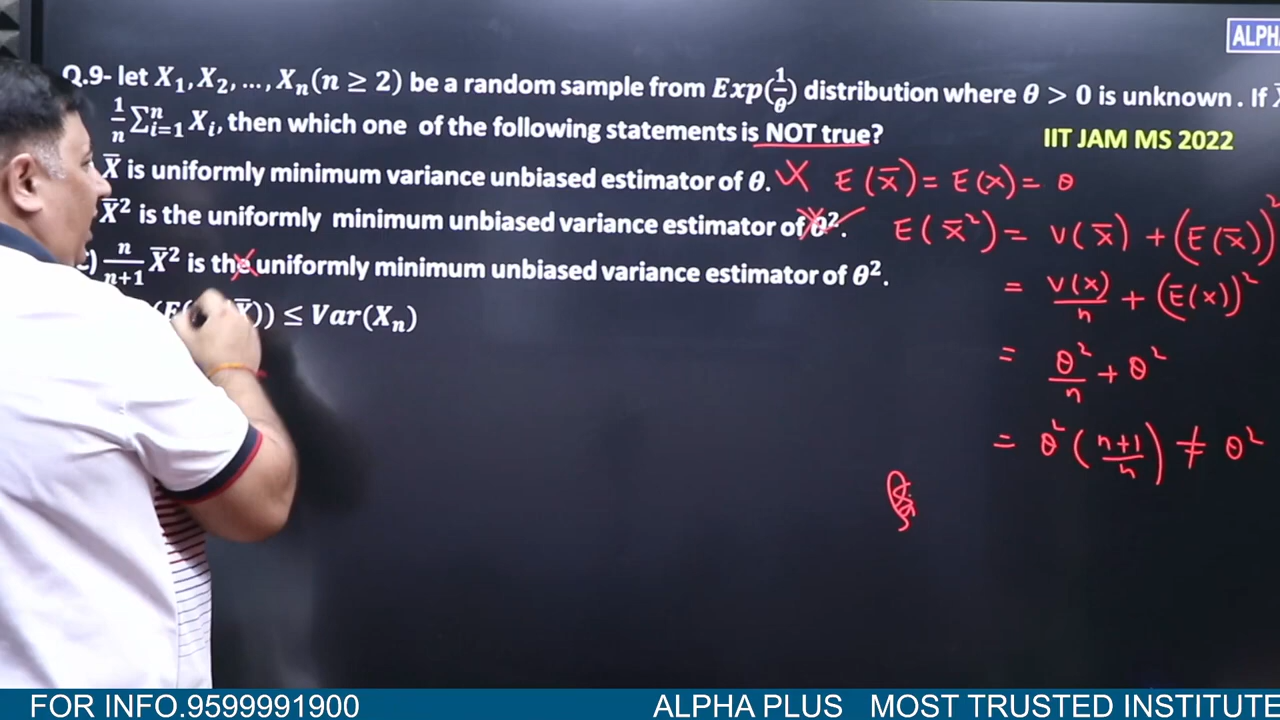 ALPH
Q.9- let X₁, X₂, ..., Xₙ(n ≥ 2) be a random sample from Exp(1/θ) distribution where θ > 0 is unknown . If X̄
1/n ∑ᵢ₌₁ⁿ Xᵢ, then which one of the following statements is NOT true?
IIT JAM MS 2022
X̄ is uniformly minimum variance unbiased estimator of θ. E(X̄) = E(X) = θ
X̄² is the uniformly minimum unbiased variance estimator of θ². E(X̄²) = V(X̄) + (E(X̄))²
c) n/(n+1) X̄² is the uniformly minimum unbiased variance estimator of θ².
= V(X)/n + (E(X))²
X̄)) ≤ Var(Xₙ)
= θ²/n + θ²
= θ² ((n+1)/n) ≠ θ²
FOR INFO.9599991900 ALPHA PLUS MOST TRUSTED INSTITUTE